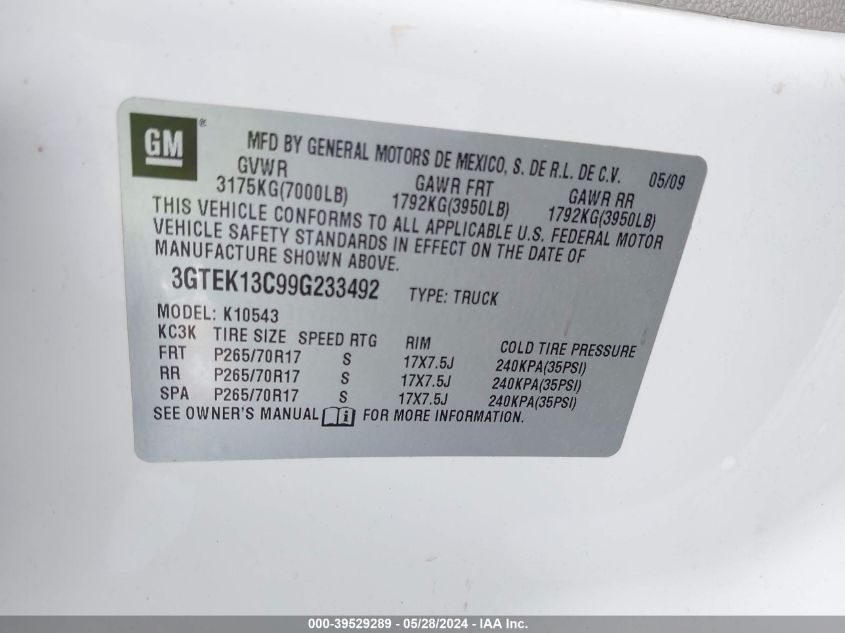 GM ®
MFD BY GENERAL MOTORS DE MEXICO, S. DE R.L. DE C.V. 05/09
GVWR GAWR FRT GAWR RR
3175KG(7000LB) 1792KG(3950LB) 1792KG(3950LB)
THIS VEHICLE CONFORMS TO ALL APPLICABLE U.S. FEDERAL MOTOR
VEHICLE SAFETY STANDARDS IN EFFECT ON THE DATE OF
MANUFACTURE SHOWN ABOVE.
3GTEK13C99G233492 TYPE: TRUCK
MODEL: K10543
KC3K TIRE SIZE SPEED RTG RIM COLD TIRE PRESSURE
FRT P265/70R17 S 17X7.5J 240KPA(35PSI)
RR P265/70R17 S 17X7.5J 240KPA(35PSI)
SPA P265/70R17 S 17X7.5J 240KPA(35PSI)
SEE OWNER'S MANUAL i FOR MORE INFORMATION.
000-39529289 - 05/28/2024 - IAA Inc.